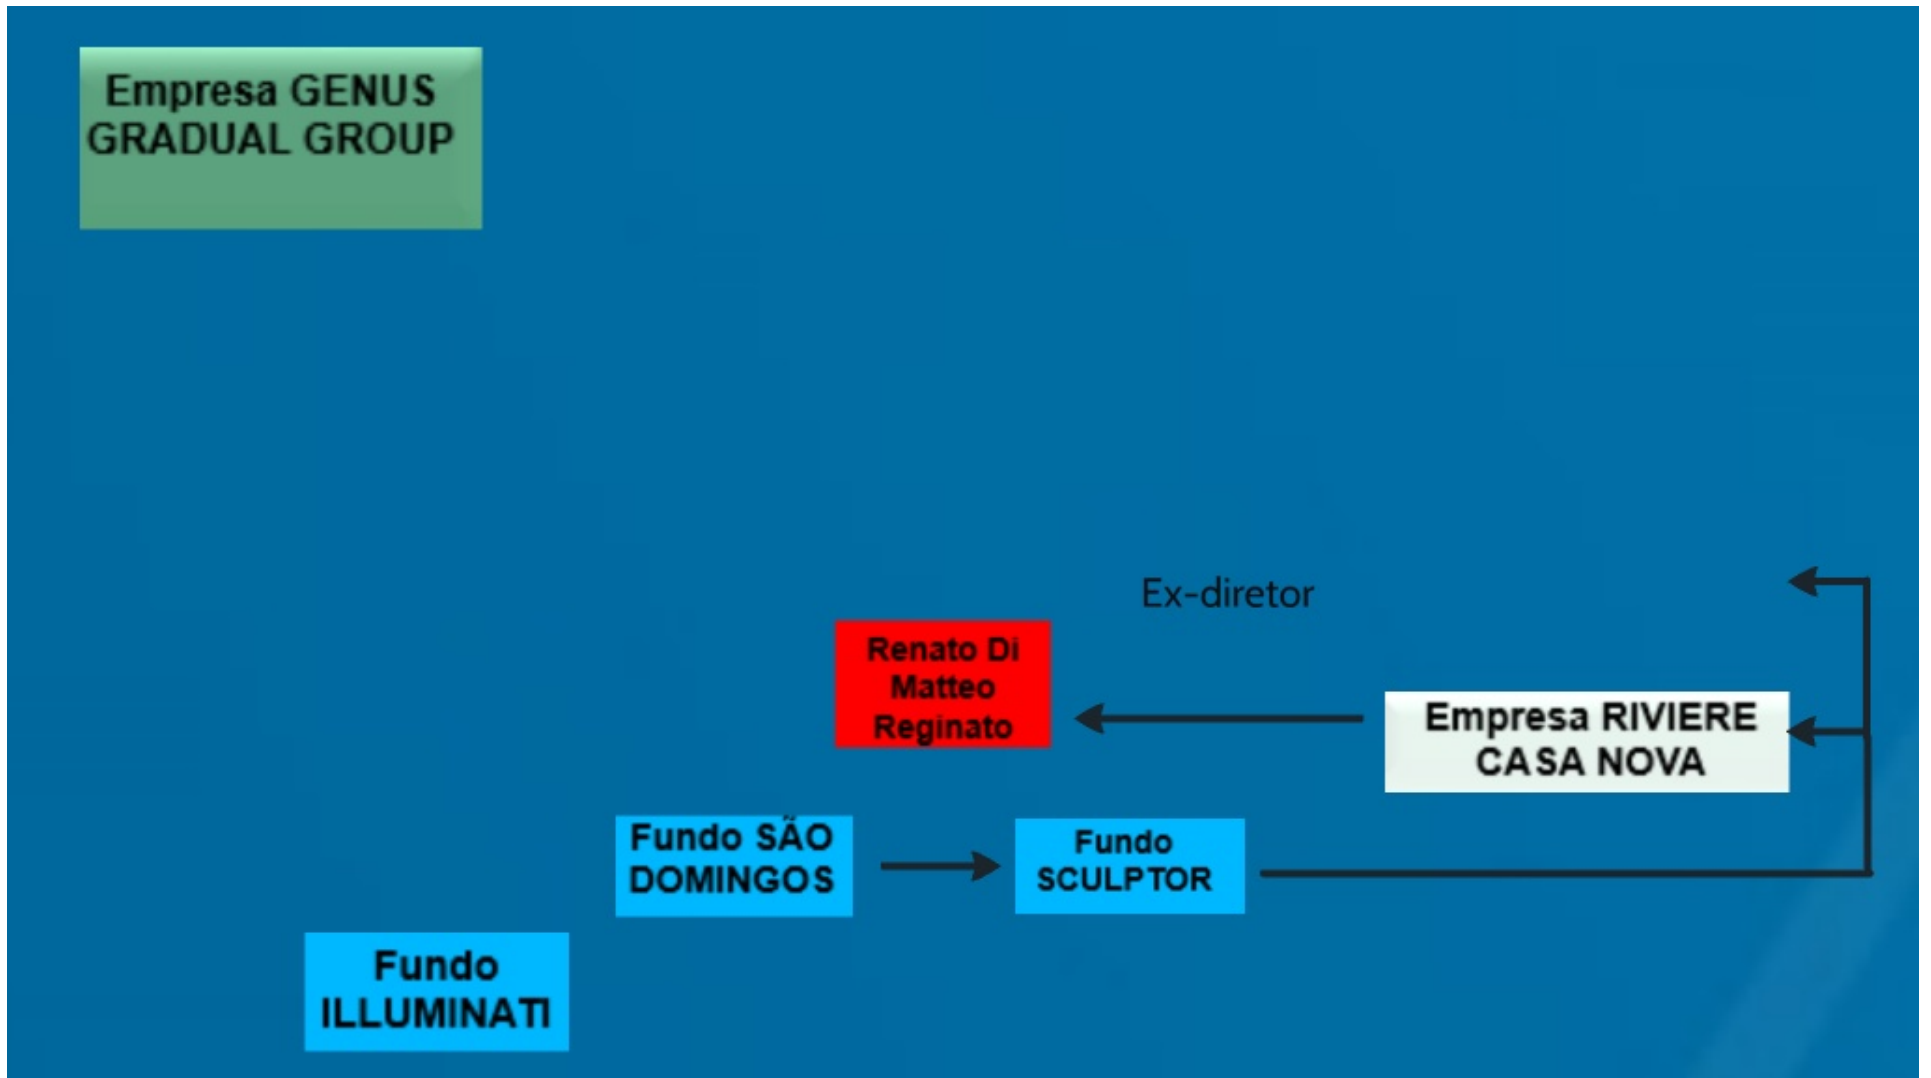 Empresa GENUS
GRADUAL GROUP
Ex-diretor
Renato Di
Matteo
Reginato
Empresa RIVIERE
CASA NOVA
Fundo SÃO
DOMINGOS
Fundo
SCULPTOR
Fundo
ILLUMINATI